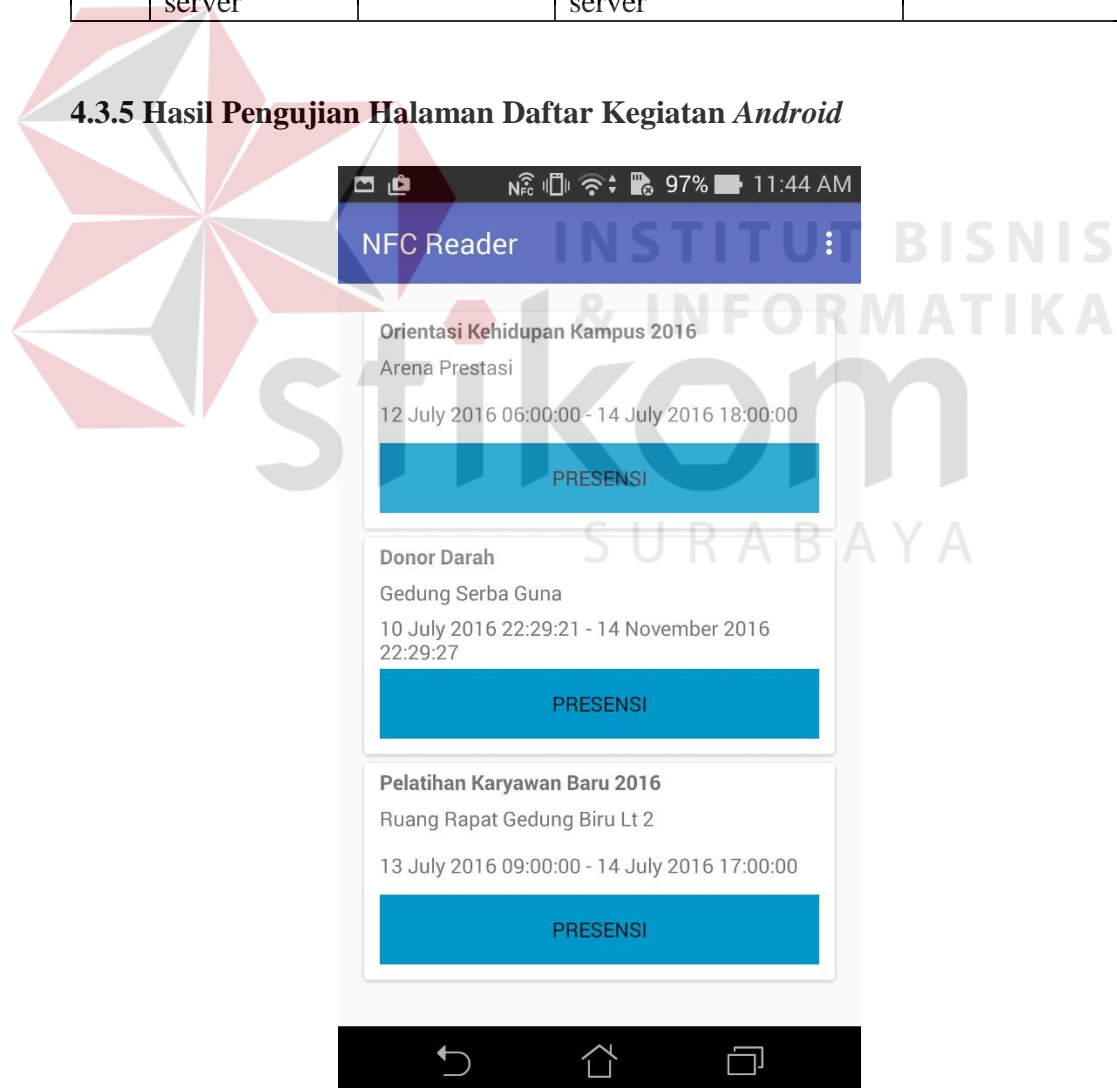 server server
4.3.5 Hasil Pengujian Halaman Daftar Kegiatan Android
NFC 97% 11:44 AM
NFC Reader
INSTITUT BISNIS
& INFORMATIKA
stikom
SURABAYA
Orientasi Kehidupan Kampus 2016
Arena Prestasi
12 July 2016 06:00:00 - 14 July 2016 18:00:00
PRESENSI
Donor Darah
Gedung Serba Guna
10 July 2016 22:29:21 - 14 November 2016
22:29:27
PRESENSI
Pelatihan Karyawan Baru 2016
Ruang Rapat Gedung Biru Lt 2
13 July 2016 09:00:00 - 14 July 2016 17:00:00
PRESENSI